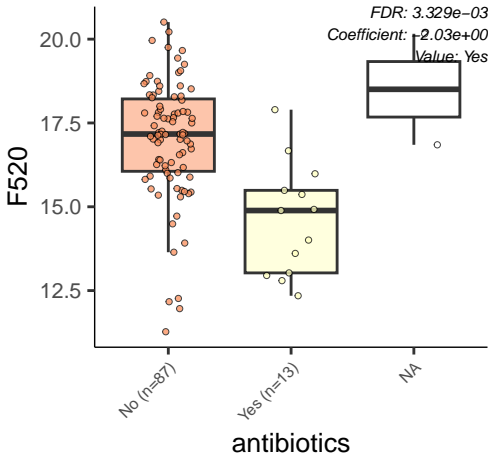 FDR: 3.329e-03
Coefficient: -2.03e+00
Value: Yes
20.0
17.5
15.0
12.5
F520
No (n=87)
Yes (n=13)
NA
antibiotics